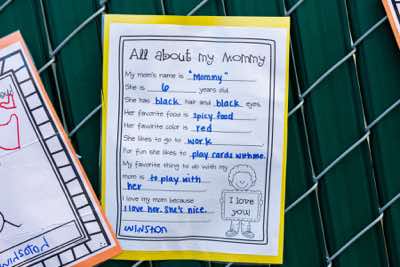 All about my Mommy
My mom's name is "Mommy"
She is 6 years old.
She has black hair and black eyes.
Her favorite food is spicy food
Her favorite color is red
She likes to go to work
For fun she likes to play cards with me.
My favorite thing to do with my
mom is to play with
her
I love my mom because
I love her. She's nice.
Winston
I love
you!
Winston